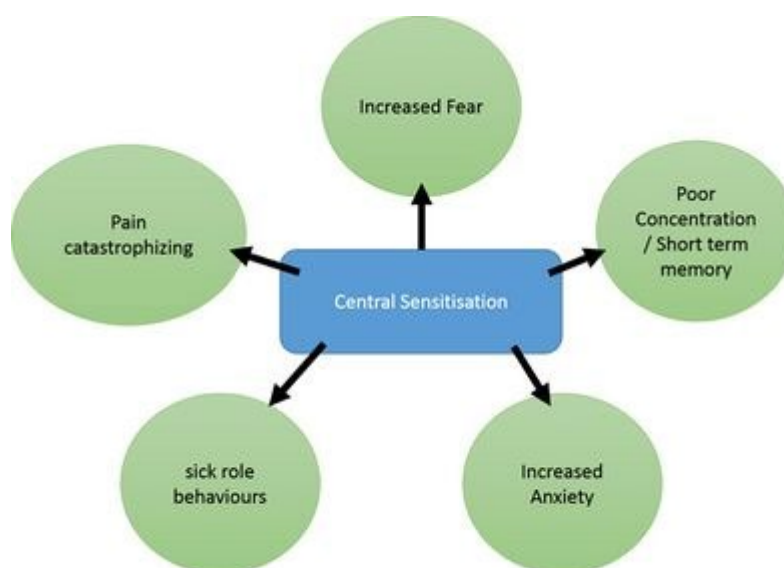 Increased Fear
Pain
catastrophizing
Poor
Concentration
/ Short term
memory
Central Sensitisation
sick role
behaviours
Increased
Anxiety